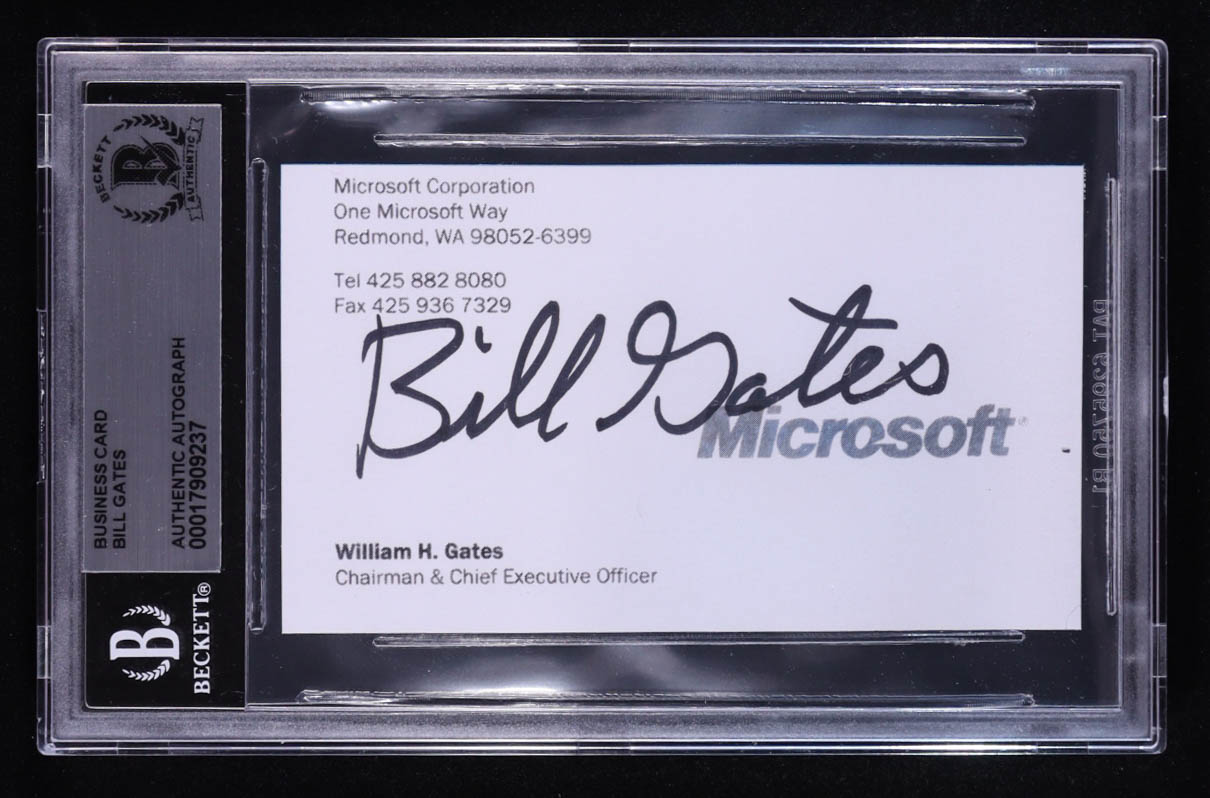 BECKETT
B
AUTHENTIC
BUSINESS CARD
BILL GATES
AUTHENTIC AUTOGRAPH
00017909237
B
BECKETT®
Microsoft Corporation
One Microsoft Way
Redmond, WA 98052-6399
Tel 425 882 8080
Fax 425 936 7329
Bill Gates
Microsoft®
William H. Gates
Chairman & Chief Executive Officer